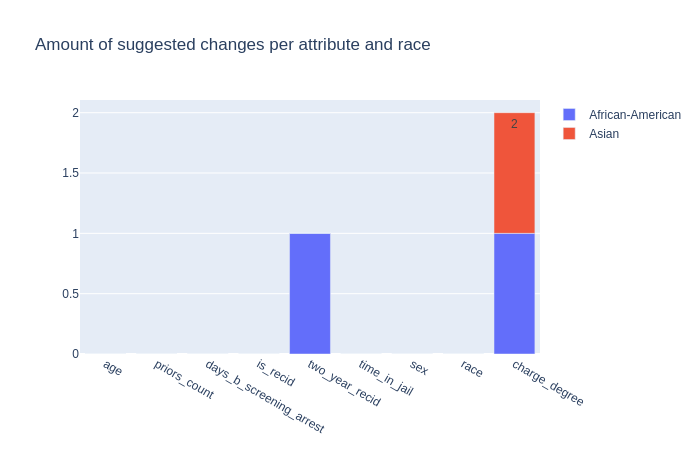 Amount of suggested changes per attribute and race
African-American
Asian
2
1.5
1
0.5
0
2
age
priors_count
days_b_screening_arrest
is_recid
two_year_recid
time_in_jail
sex
race
charge_degree